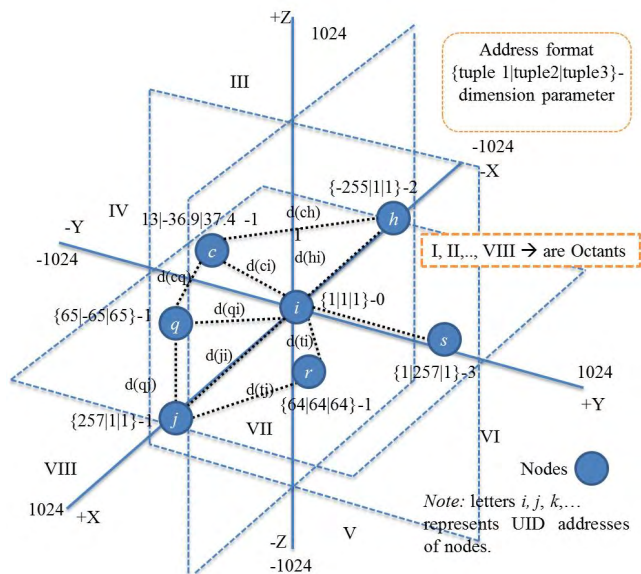 +Z
1024
Address format
{tuple 1|tuple2|tuple3}-
dimension parameter
III
-1024
-X
{-255|1|1}-2
IV
13|-36.9|37.4 -1
d(ch)
1
h
-Y
-1024
c
d(hi)
I, II,.., VIII → are Octants
d(ci)
d(cq)
i
{1|1|1}-0
{65|-65|65}-1
q
d(qi)
d(ti)
s
d(ji)
r
{1|257|1}-3
1024
+Y
d(qj)
d(tj)
{64|64|64}-1
{257|1|1}-1
j
VII
VI
VIII
Nodes
1024
+X
Note: letters i, j, k,...
represents UID addresses
of nodes.
V
-Z
-1024